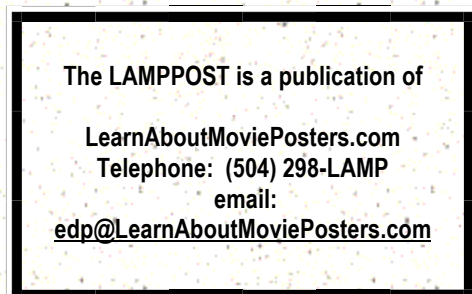 The LAMPPOST is a publication of
LearnAboutMoviePosters.com
Telephone: (504) 298-LAMP
email:
edp@LearnAboutMoviePosters.com